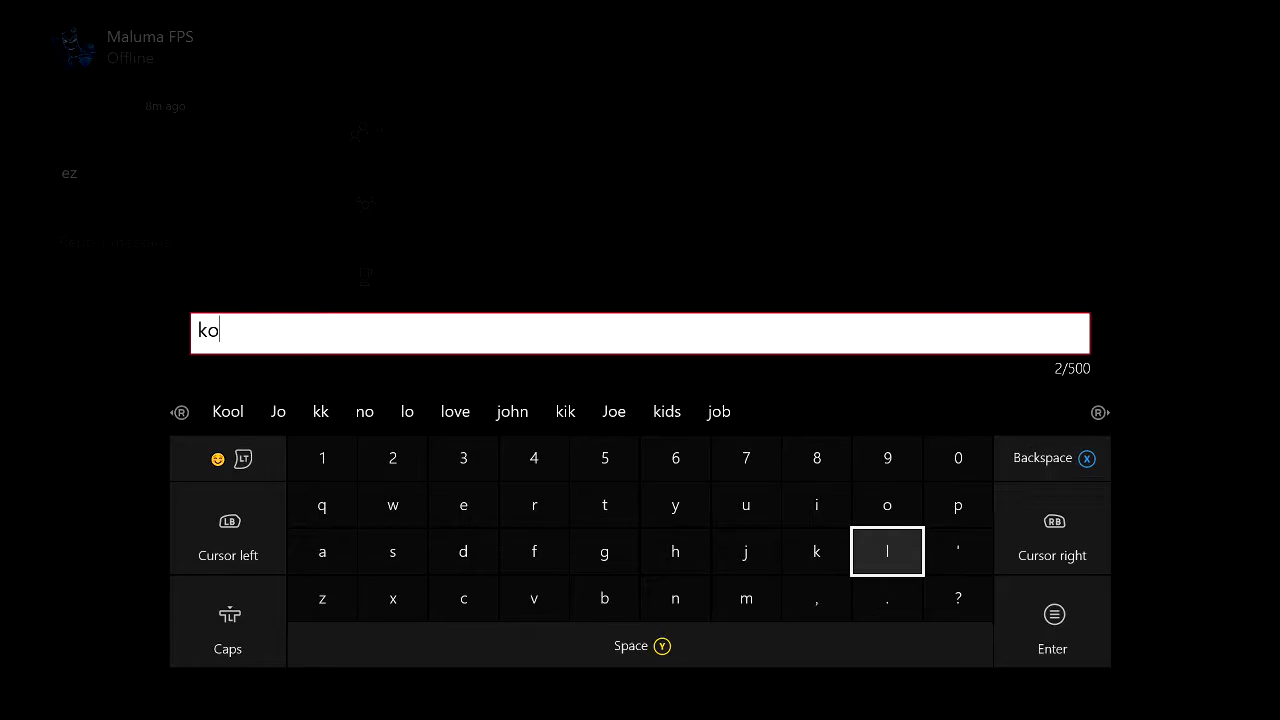 Maluma FPS
Offline
8m ago
ez
ko
2/500
R Kool Jo kk no lo love john kik Joe kids job R
LT 1 2 3 4 5 6 7 8 9 0 Backspace X
q w e r t y u i o p
LB RB
a s d f g h j k l '
Cursor left Cursor right
z x c v b n m , . ?
LT
Caps Space Y Enter